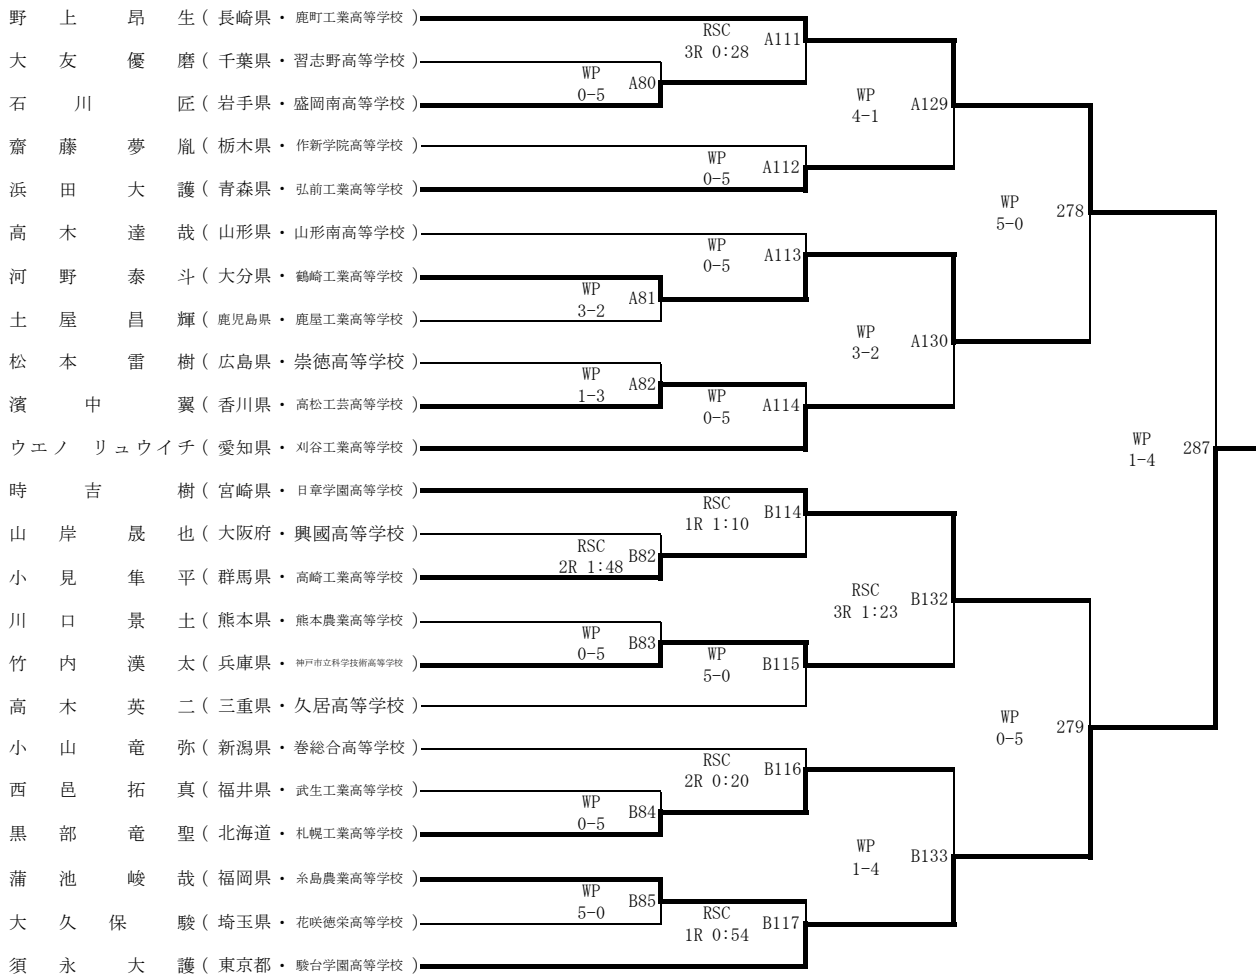 野上昂生(長崎県・鹿町工業高等学校)
RSC
3R 0:28
A111
大友優磨(千葉県・習志野高等学校)
WP
0-5
A80
石川匠(岩手県・盛岡南高等学校)
WP
4-1
A129
齋藤夢胤(栃木県・作新学院高等学校)
WP
0-5
A112
浜田大護(青森県・弘前工業高等学校)
WP
5-0
278
高木達哉(山形県・山形南高等学校)
WP
0-5
A113
河野泰斗(大分県・鶴崎工業高等学校)
WP
3-2
A81
土屋昌輝(鹿児島県・鹿屋工業高等学校)
WP
3-2
A130
松本雷樹(広島県・崇徳高等学校)
WP
1-3
A82
濱中翼(香川県・高松工芸高等学校)
WP
0-5
A114
ウエノ リュウイチ(愛知県・刈谷工業高等学校)
WP
1-4
287
時吉樹(宮崎県・日章学園高等学校)
RSC
1R 1:10
B114
山岸晟也(大阪府・興國高等学校)
RSC
2R 1:48
B82
小見隼平(群馬県・高崎工業高等学校)
RSC
3R 1:23
B132
川口景土(熊本県・熊本農業高等学校)
WP
0-5
B83
竹内漢太(兵庫県・神戸市立科学技術高等学校)
WP
5-0
B115
高木英二(三重県・久居高等学校)
WP
0-5
279
小山竜弥(新潟県・巻総合高等学校)
RSC
2R 0:20
B116
西邑拓真(福井県・武生工業高等学校)
WP
0-5
B84
黒部竜聖(北海道・札幌工業高等学校)
WP
1-4
B133
蒲池峻哉(福岡県・糸島農業高等学校)
WP
5-0
B85
大久保駿(埼玉県・花咲徳栄高等学校)
RSC
1R 0:54
B117
須永大護(東京都・駿台学園高等学校)